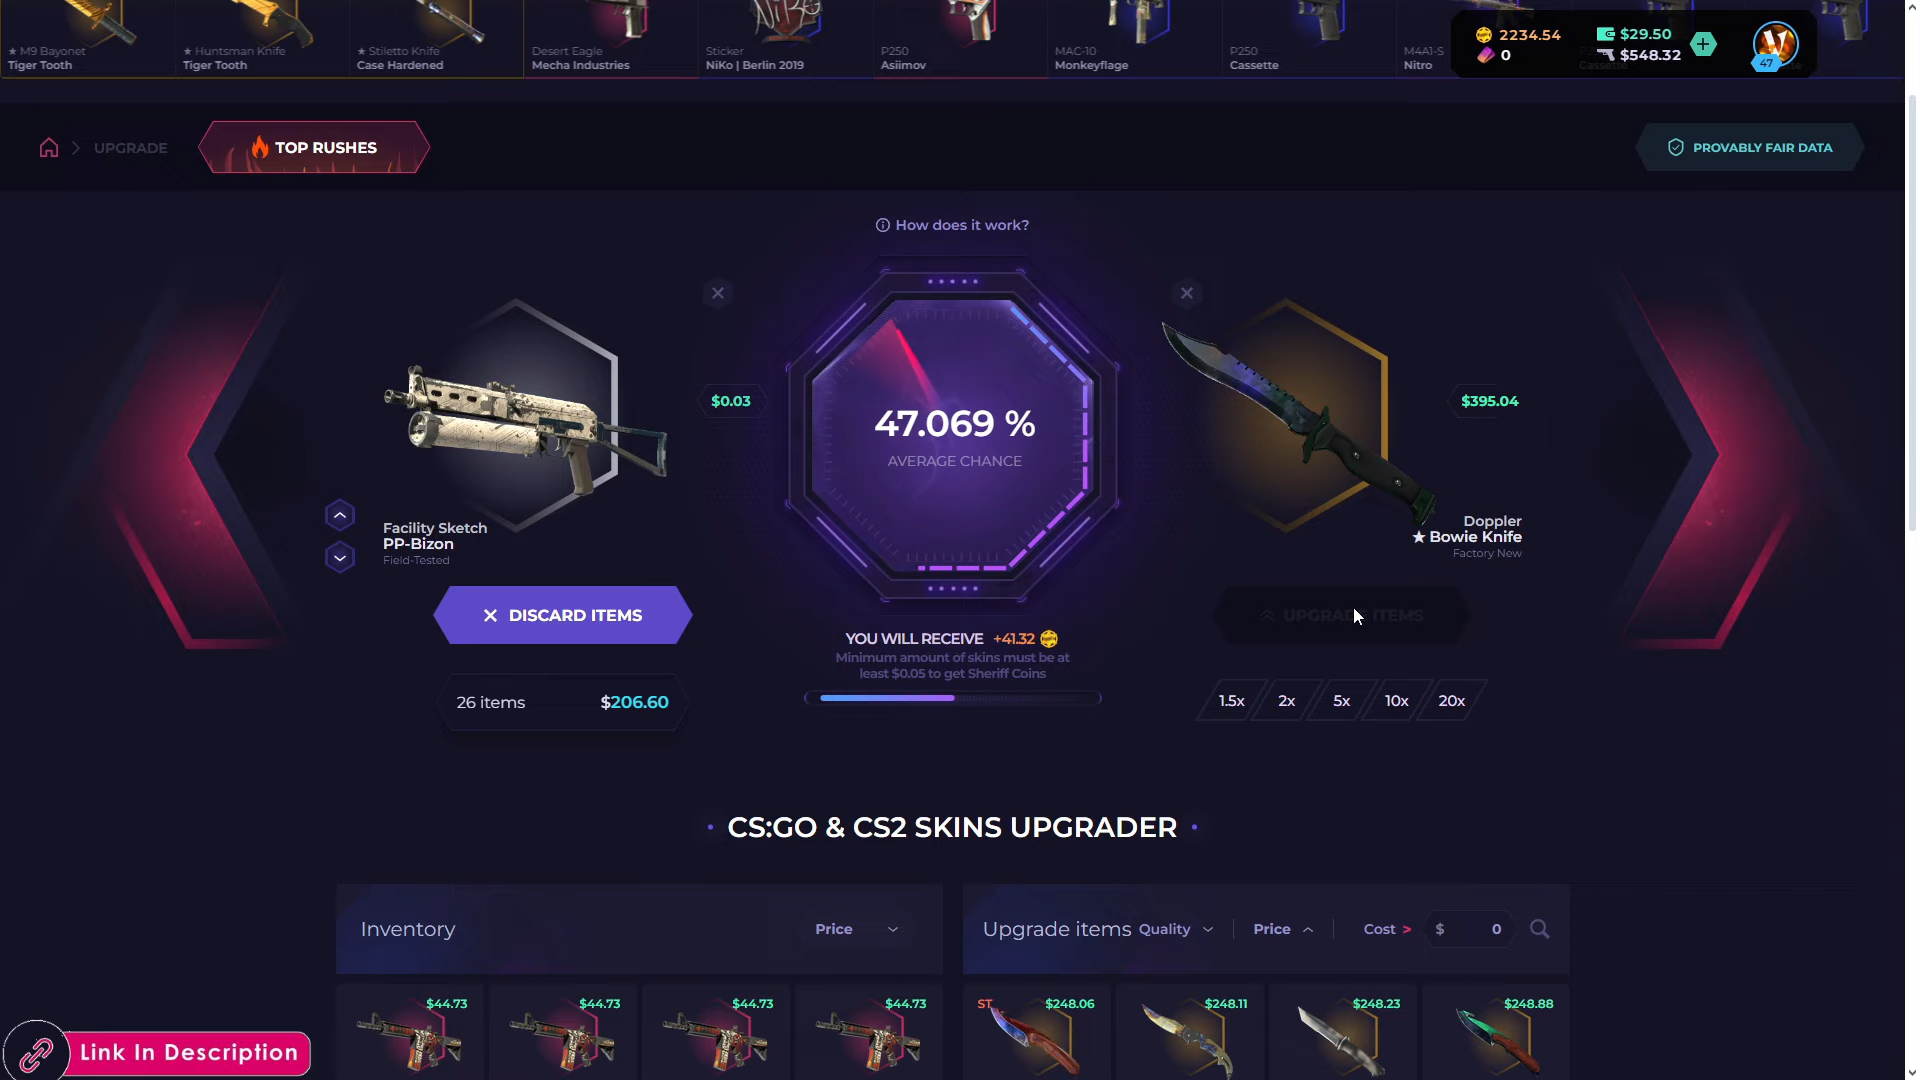 ★ M9 Bayonet
Tiger Tooth
★ Huntsman Knife
Tiger Tooth
★ Stiletto Knife
Case Hardened
Desert Eagle
Mecha Industries
Sticker
NiKo | Berlin 2019
P250
Asiimov
MAC-10
Monkeyflage
P250
Cassette
M4A1-S
Nitro
2234.54
0
$29.50
$548.32
47
UPGRADE
TOP RUSHES
PROVABLY FAIR DATA
How does it work?
$0.03
47.069 %
AVERAGE CHANCE
$395.04
Facility Sketch
PP-Bizon
Field-Tested
Doppler
★ Bowie Knife
Factory New
DISCARD ITEMS
UPGRADE ITEMS
YOU WILL RECEIVE +41.32
Minimum amount of skins must be at
least $0.05 to get Sheriff Coins
26 items $206.60
1.5x 2x 5x 10x 20x
CS:GO & CS2 SKINS UPGRADER
Inventory Price
Upgrade items Quality Price Cost > $ 0
$44.73 $44.73 $44.73 $44.73
ST $248.06 $248.11 $248.23 $248.88
Link In Description